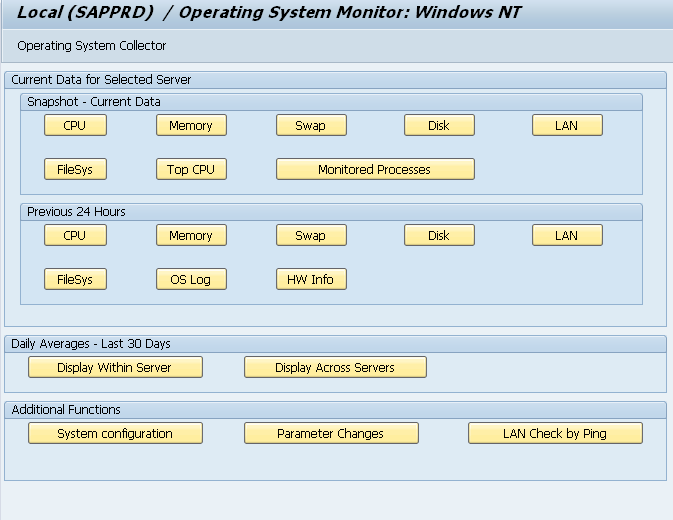 Local (SAPPRD) / Operating System Monitor: Windows NT
Operating System Collector
Current Data for Selected Server
Snapshot - Current Data
CPU Memory Swap Disk LAN
FileSys Top CPU Monitored Processes
Previous 24 Hours
CPU Memory Swap Disk LAN
FileSys OS Log HW Info
Daily Averages - Last 30 Days
Display Within Server Display Across Servers
Additional Functions
System configuration Parameter Changes LAN Check by Ping